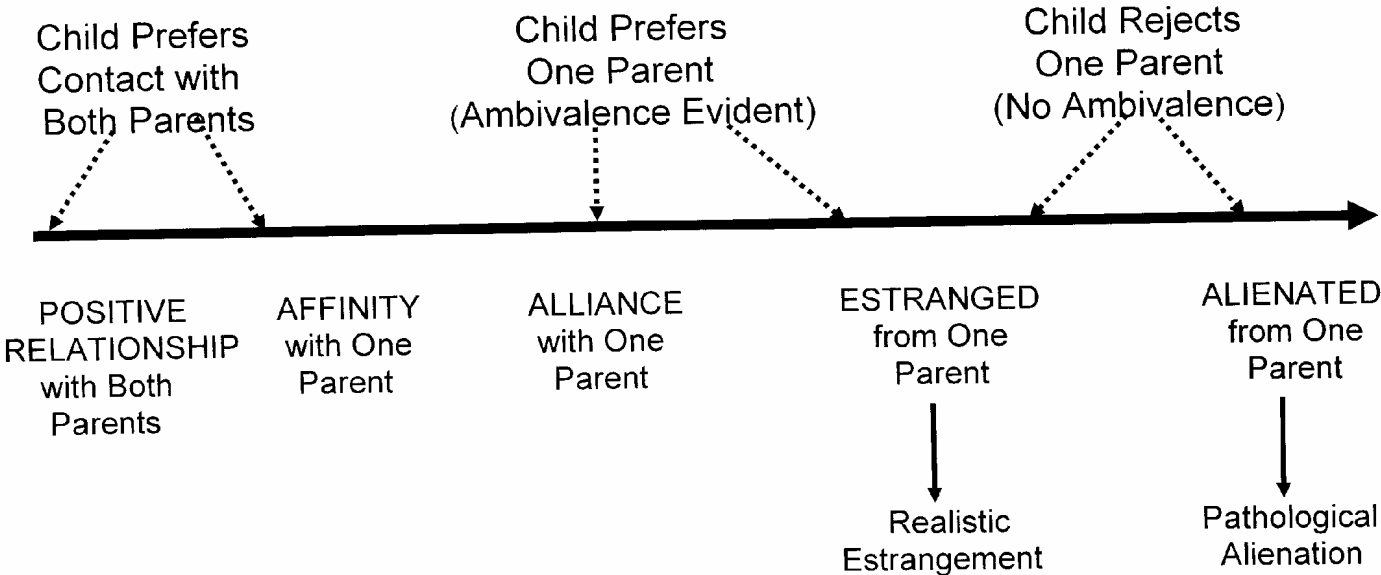 Child Prefers
Contact with
Both Parents
Child Prefers
One Parent
(Ambivalence Evident)
Child Rejects
One Parent
(No Ambivalence)
POSITIVE
RELATIONSHIP
with Both
Parents
AFFINITY
with One
Parent
ALLIANCE
with One
Parent
ESTRANGED
from One
Parent
ALIENATED
from One
Parent
Realistic
Estrangement
Pathological
Alienation